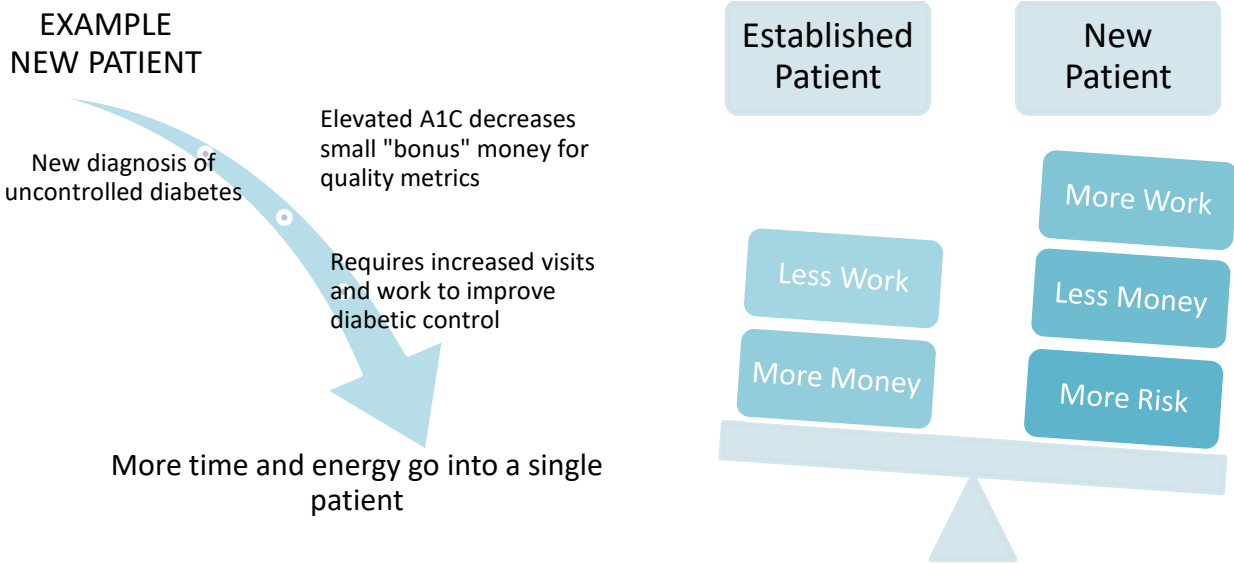 EXAMPLE
NEW PATIENT
New diagnosis of
uncontrolled diabetes
Elevated A1C decreases
small "bonus" money for
quality metrics
Requires increased visits
and work to improve
diabetic control
More time and energy go into a single
patient
Established
Patient
Less Work
More Money
New
Patient
More Work
Less Money
More Risk